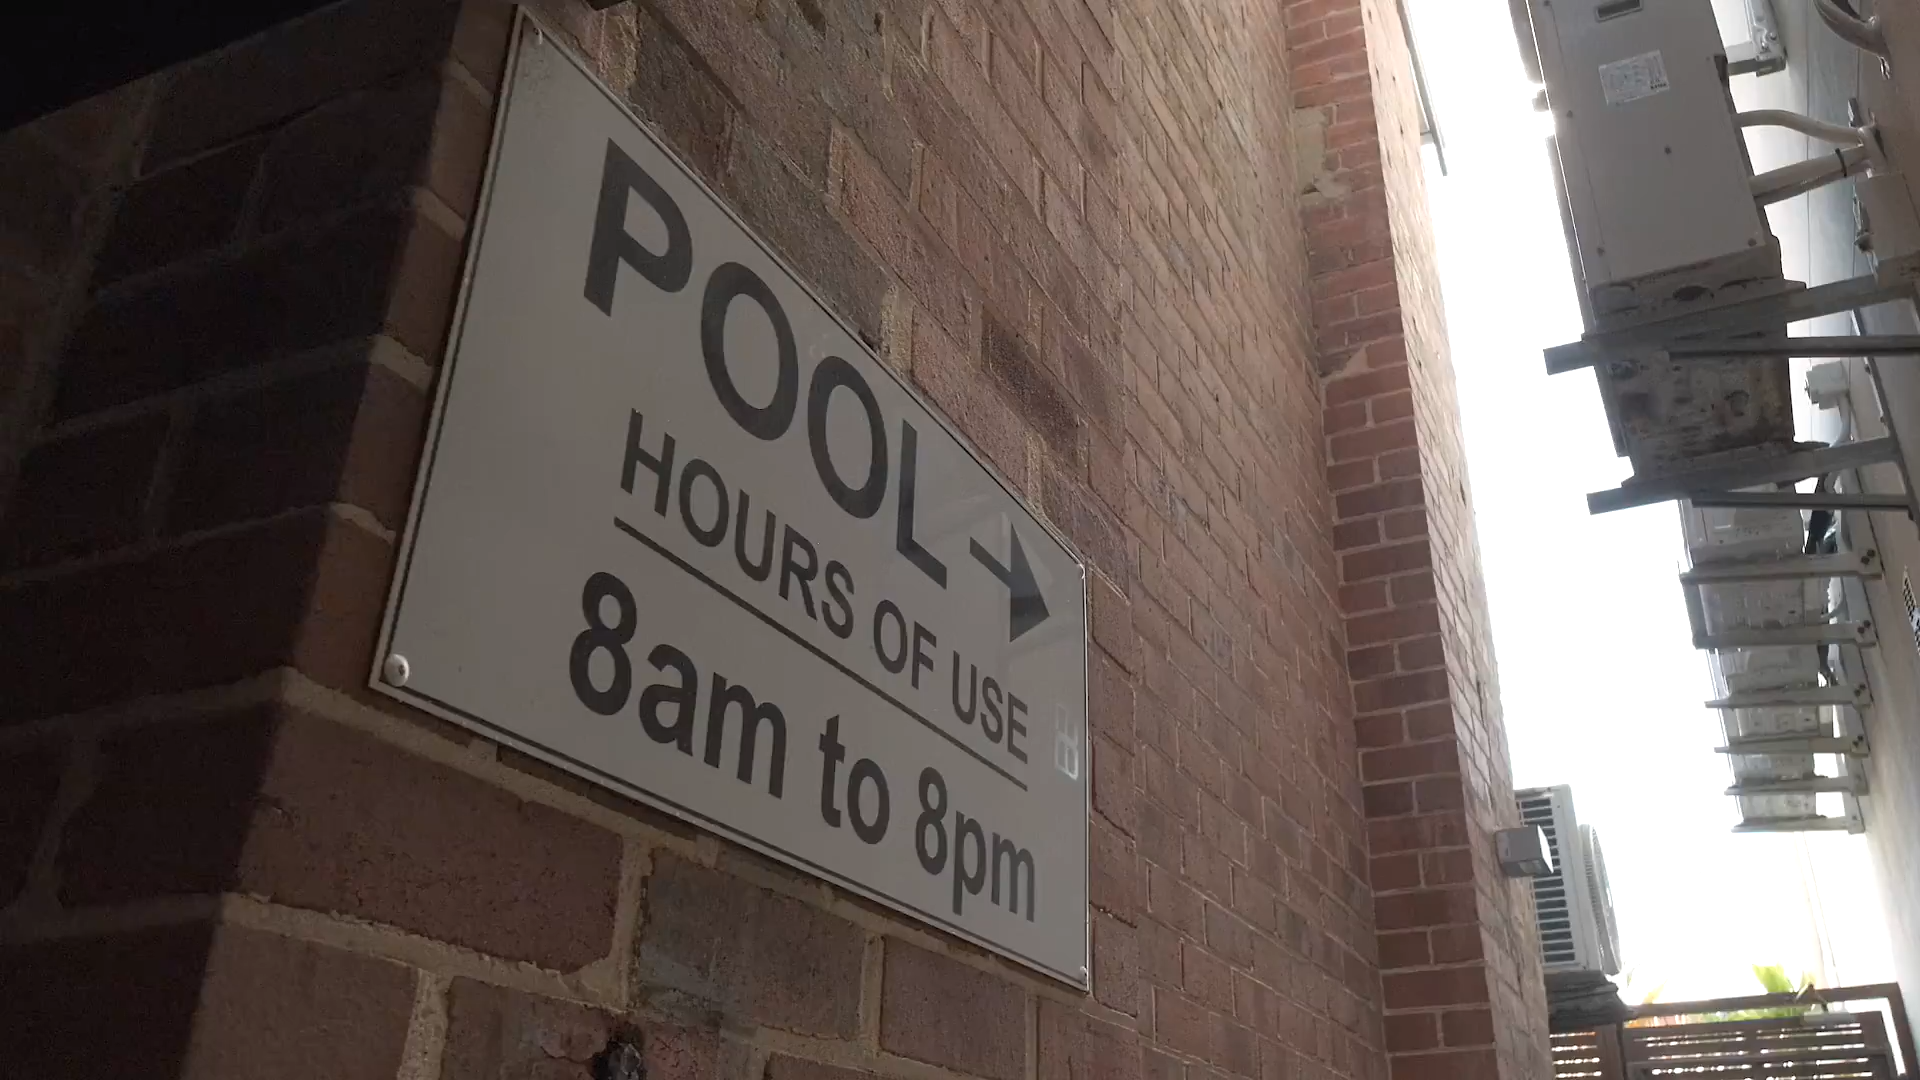 POOL →
HOURS OF USE
8am to 8pm